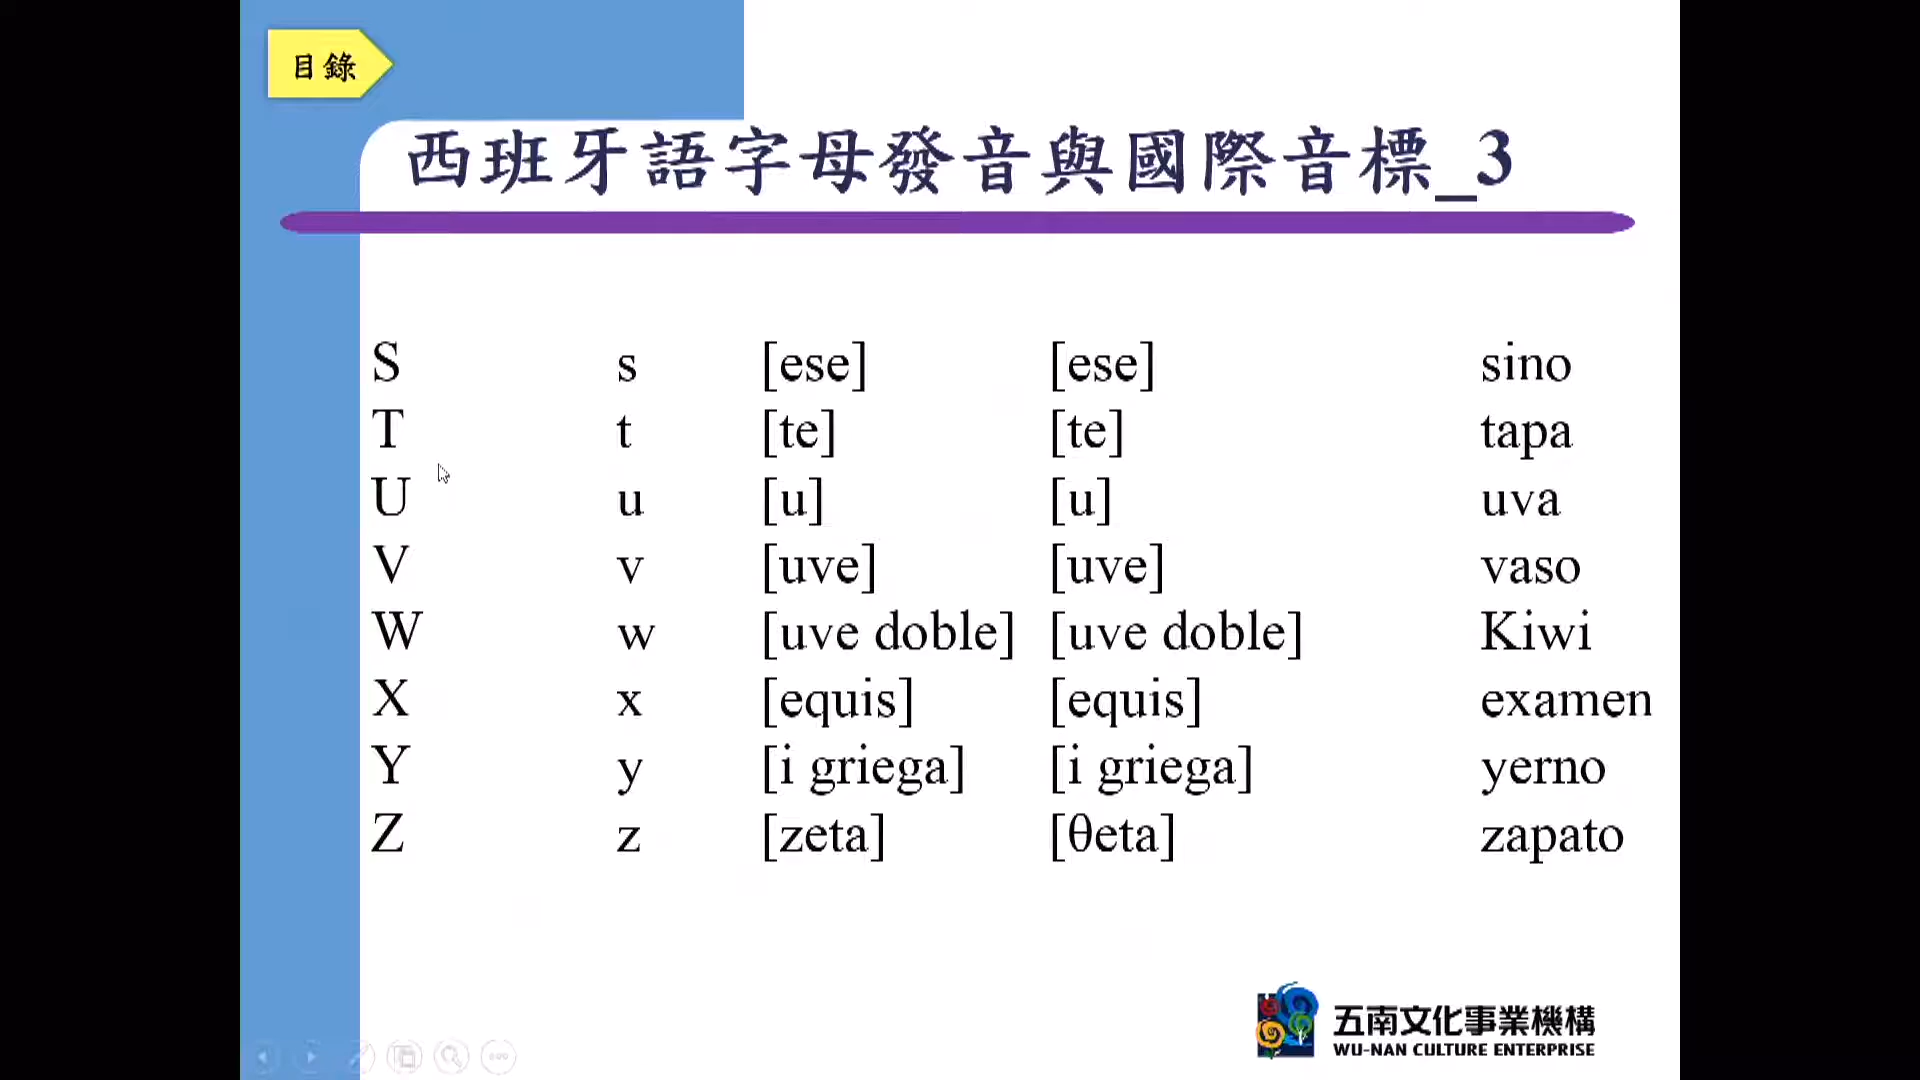 目錄
西班牙語字母發音與國際音標_3
S s [ese] [ese] sino
T t [te] [te] tapa
U u [u] [u] uva
V v [uve] [uve] vaso
W w [uve doble] [uve doble] Kiwi
X x [equis] [equis] examen
Y y [i griega] [i griega] yerno
Z z [zeta] [θeta] zapato
五南文化事業機構
WU-NAN CULTURE ENTERPRISE